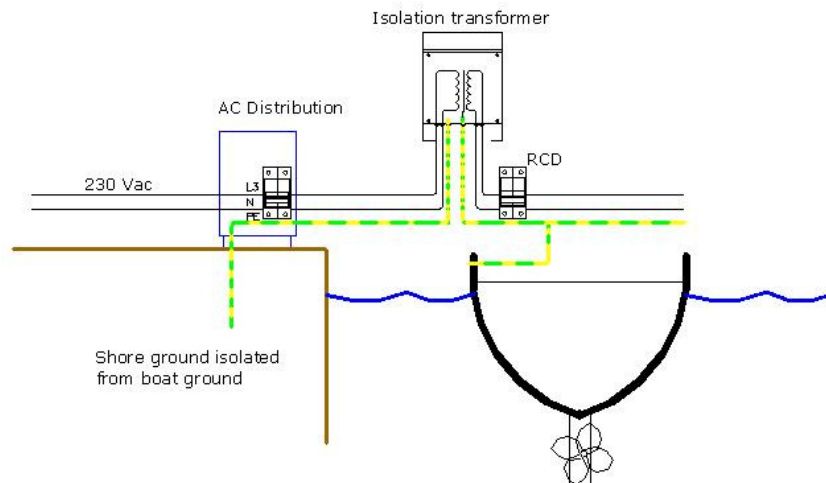 Isolation transformer
AC Distribution
RCD
230 Vac
L3
N
PE
Shore ground isolated
from boat ground